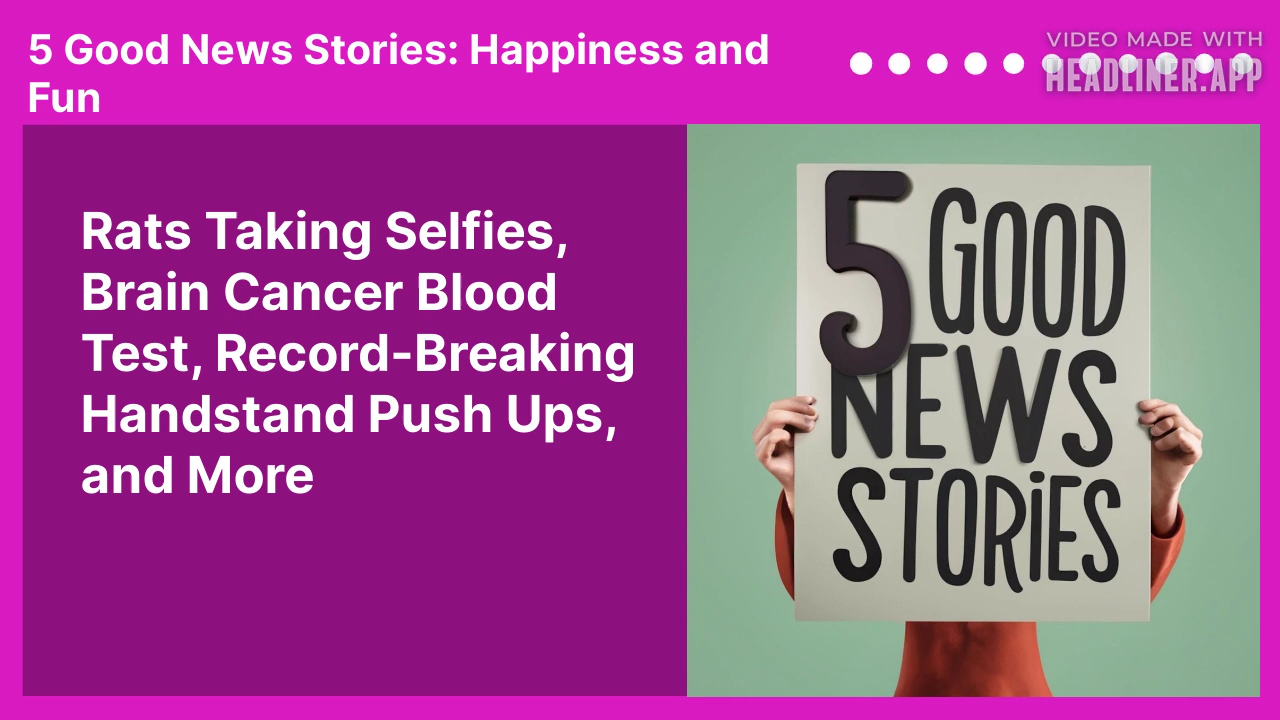 5 Good News Stories: Happiness and
Fun
VIDEO MADE WITH
HEADLINER.APP
Rats Taking Selfies,
Brain Cancer Blood
Test, Record-Breaking
Handstand Push Ups,
and More
5 GOOD
NEWS
STORiES